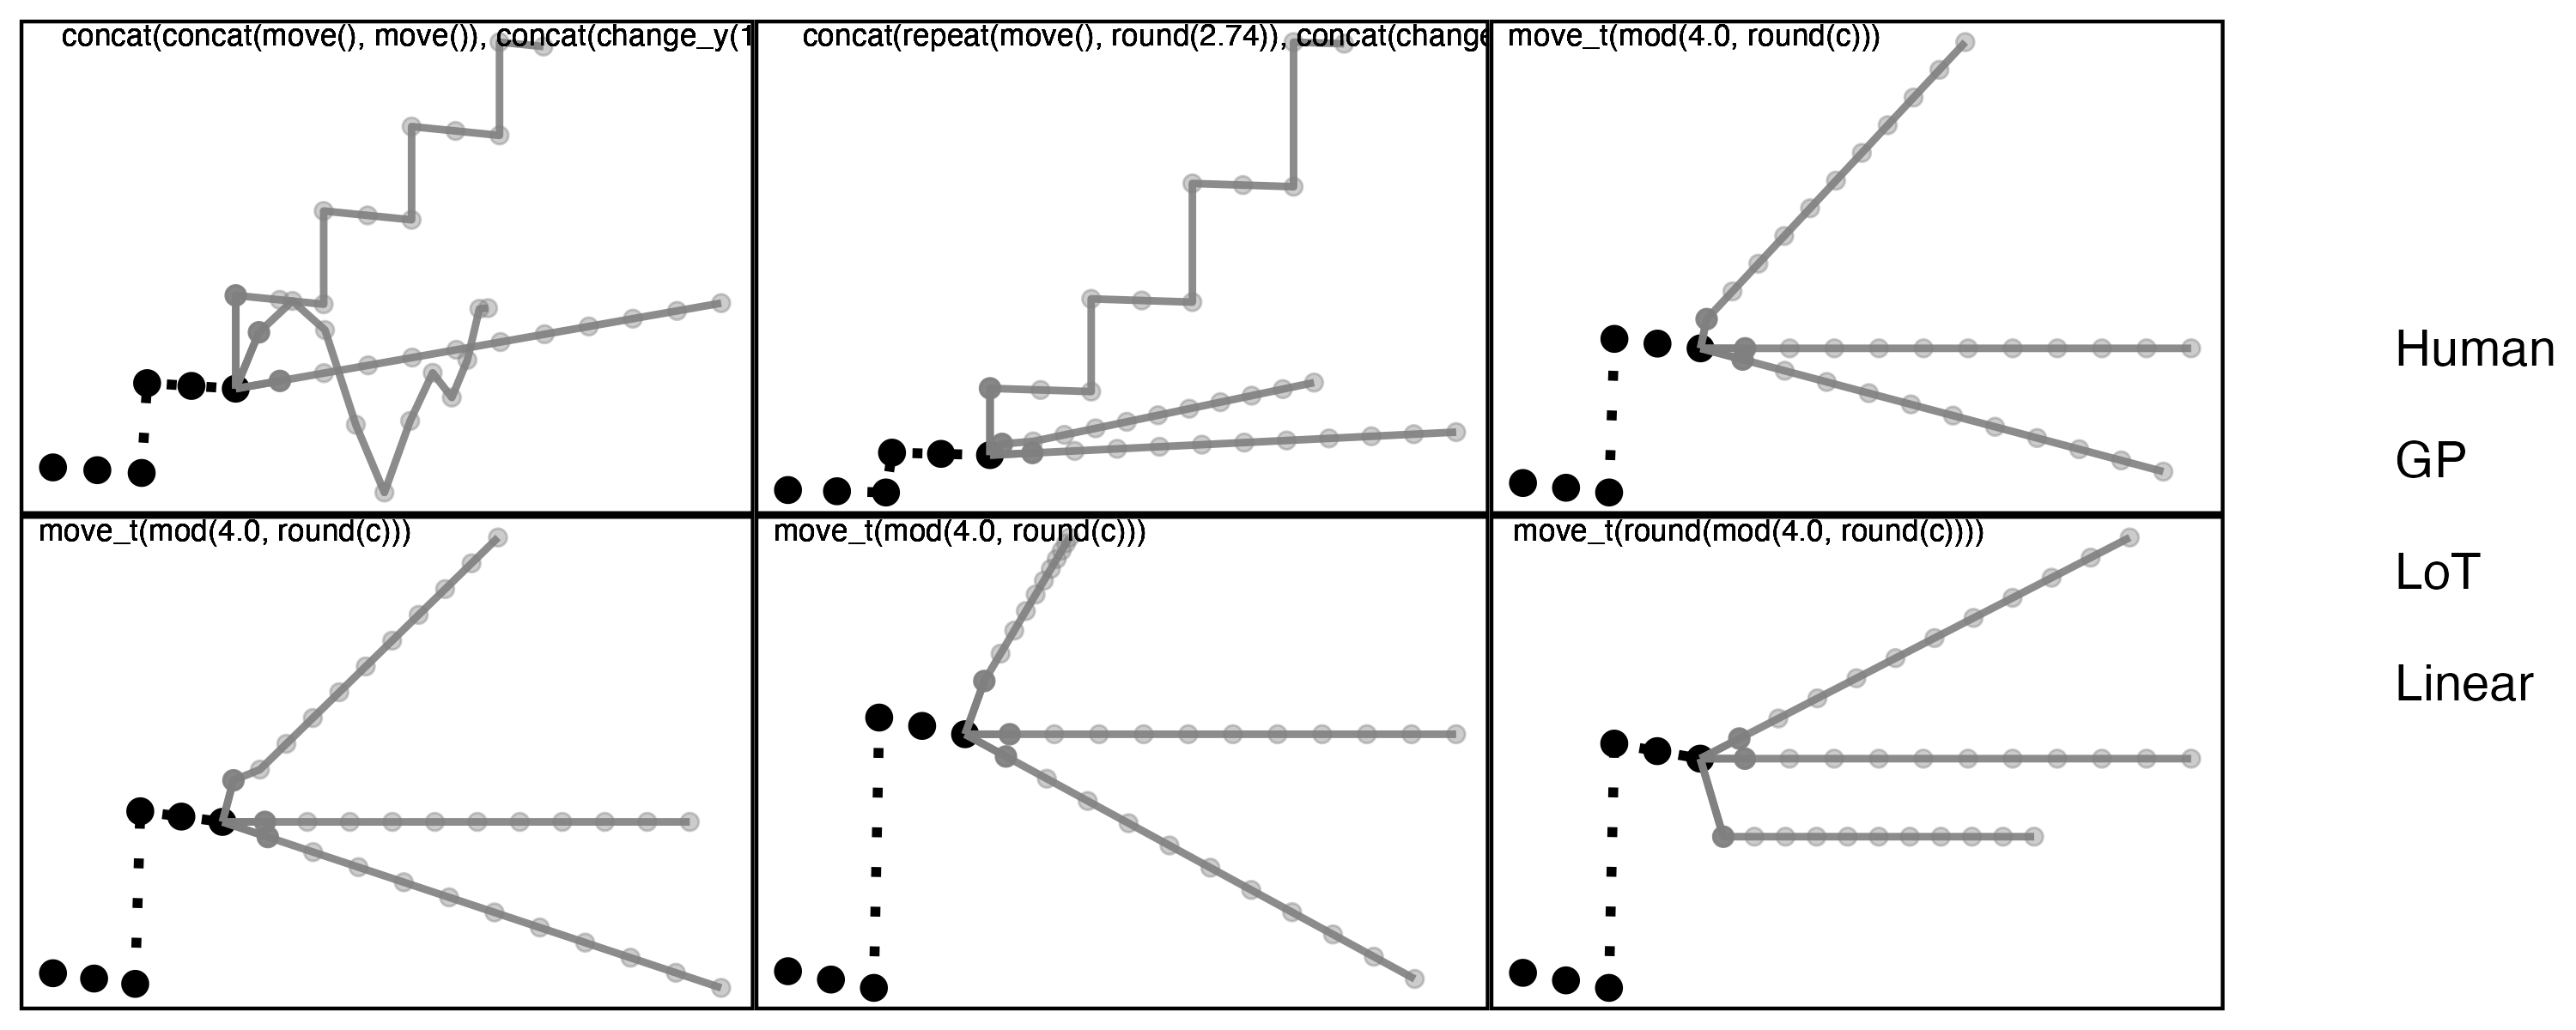 concat(concat(move(), move()), concat(change_y(1
concat(repeat(move(), round(2.74)), concat(change
move_t(mod(4.0, round(c)))
move_t(mod(4.0, round(c)))
move_t(mod(4.0, round(c)))
move_t(round(mod(4.0, round(c))))
Human
GP
LoT
Linear